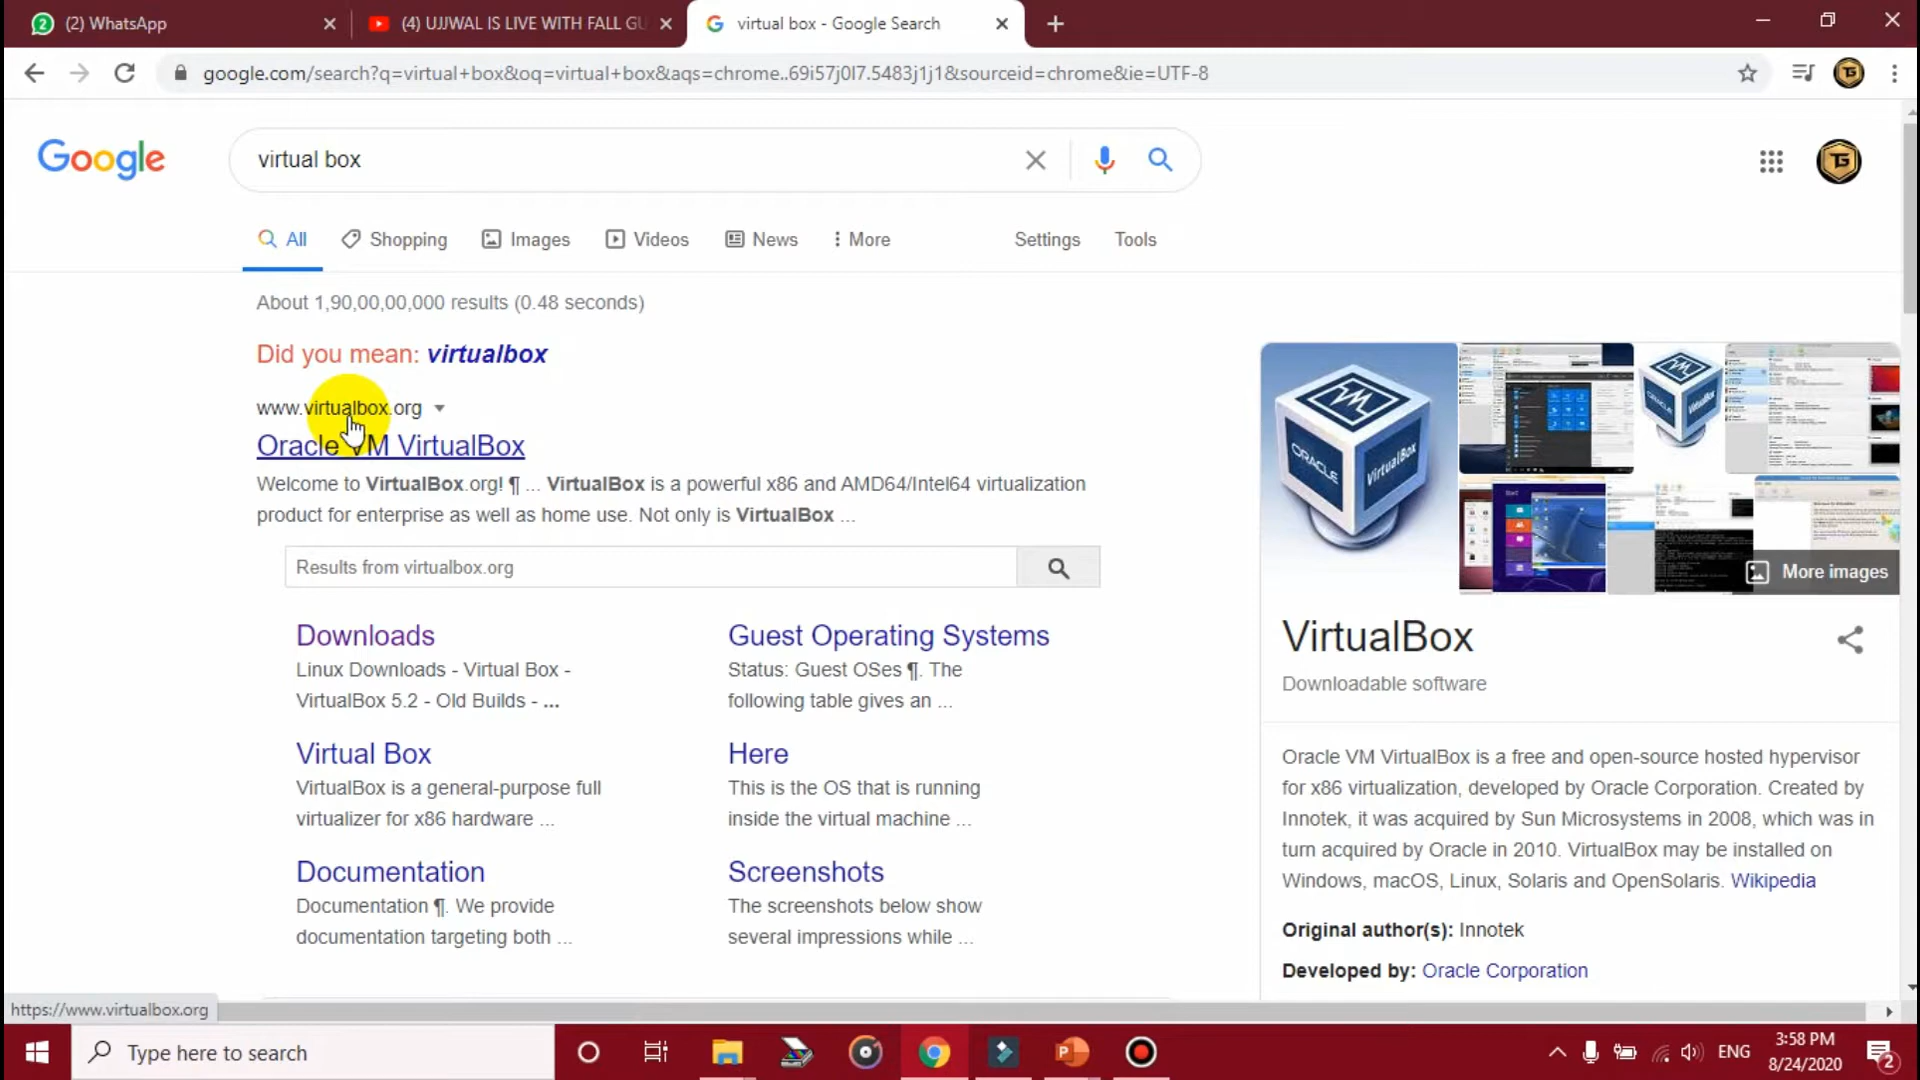 (2) WhatsApp
(4) UJJWAL IS LIVE WITH FALL GU
virtual box - Google Search
google.com/search?q=virtual+box&oq=virtual+box&aqs=chrome..69i57j0l7.5483j1j1&sourceid=chrome&ie=UTF-8
Google
virtual box
All
Shopping
Images
Videos
News
More
Settings
Tools
About 1,90,00,00,000 results (0.48 seconds)
Did you mean: virtualbox
www.virtualbox.org
Oracle VM VirtualBox
Welcome to VirtualBox.org! ¶ ... VirtualBox is a powerful x86 and AMD64/Intel64 virtualization
product for enterprise as well as home use. Not only is VirtualBox ...
Results from virtualbox.org
Downloads
Linux Downloads - Virtual Box -
VirtualBox 5.2 - Old Builds - ...
Guest Operating Systems
Status: Guest OSes ¶. The
following table gives an ...
Virtual Box
VirtualBox is a general-purpose full
virtualizer for x86 hardware ...
Here
This is the OS that is running
inside the virtual machine ...
Documentation
Documentation ¶. We provide
documentation targeting both ...
Screenshots
The screenshots below show
several impressions while ...
ORACLE
VirtualBox
More images
VirtualBox
Downloadable software
Oracle VM VirtualBox is a free and open-source hosted hypervisor
for x86 virtualization, developed by Oracle Corporation. Created by
Innotek, it was acquired by Sun Microsystems in 2008, which was in
turn acquired by Oracle in 2010. VirtualBox may be installed on
Windows, macOS, Linux, Solaris and OpenSolaris. Wikipedia
Original author(s): Innotek
Developed by: Oracle Corporation
https://www.virtualbox.org
Type here to search
ENG
3:58 PM
8/24/2020
2